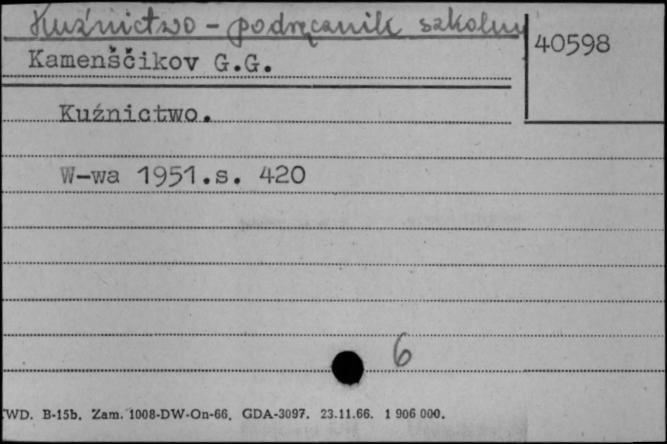 Kuźnictwo - podręcznik szkolny
40598
Kamenščikov G.G.
Kuźnictwo.
W-wa 1951.s. 420
6
WD. B-15b. Zam. 1008-DW-On-66. GDA-3097. 23.11.66. 1 906 000.